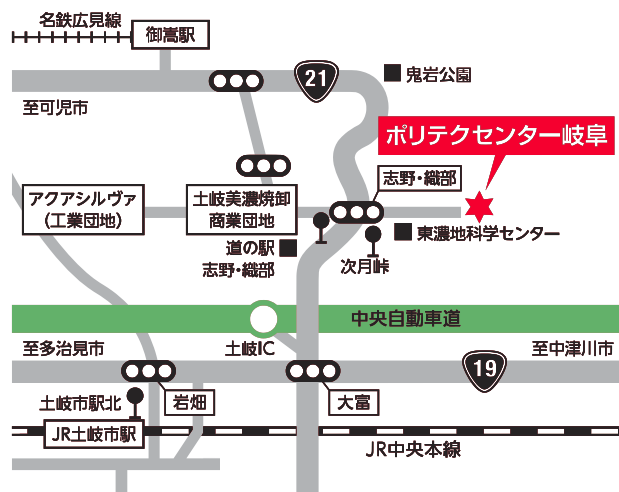 名鉄広見線
御嵩駅
21
鬼岩公園
至可児市
ポリテクセンター岐阜
志野・織部
アクアシルヴァ
（工業団地）
土岐美濃焼卸
商業団地
東濃地科学センター
道の駅
志野・織部
次月峠
中央自動車道
至多治見市
土岐IC
至中津川市
19
土岐市駅北
岩畑
大富
JR土岐市駅
JR中央本線